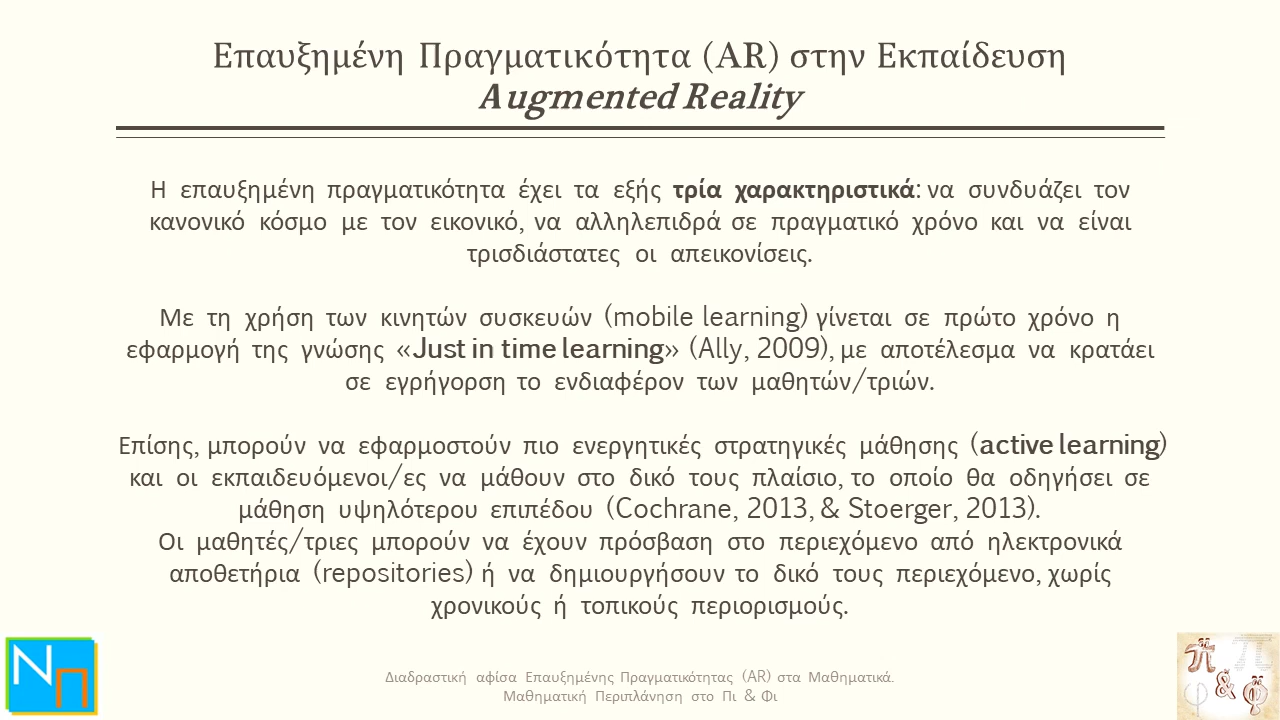 Επαυξημένη Πραγματικότητα (AR) στην Εκπαίδευση
Augmented Reality
Η επαυξημένη πραγματικότητα έχει τα εξής τρία χαρακτηριστικά: να συνδυάζει τον
κανονικό κόσμο με τον εικονικό, να αλληλεπιδρά σε πραγματικό χρόνο και να είναι
τρισδιάστατες οι απεικονίσεις.
Με τη χρήση των κινητών συσκευών (mobile learning) γίνεται σε πρώτο χρόνο η
εφαρμογή της γνώσης «Just in time learning» (Ally, 2009), με αποτέλεσμα να κρατάει
σε εγρήγορση το ενδιαφέρον των μαθητών/τριών.
Επίσης, μπορούν να εφαρμοστούν πιο ενεργητικές στρατηγικές μάθησης (active learning)
και οι εκπαιδευόμενοι/ες να μάθουν στο δικό τους πλαίσιο, το οποίο θα οδηγήσει σε
μάθηση υψηλότερου επιπέδου (Cochrane, 2013, & Stoerger, 2013).
Οι μαθητές/τριες μπορούν να έχουν πρόσβαση στο περιεχόμενο από ηλεκτρονικά
αποθετήρια (repositories) ή να δημιουργήσουν το δικό τους περιεχόμενο, χωρίς
χρονικούς ή τοπικούς περιορισμούς.
Διαδραστική αφίσα Επαυξημένης Πραγματικότητας (AR) στα Μαθηματικά.
Μαθηματική Περιπλάνηση στο Πι & Φι
ΝΠ
π & φ